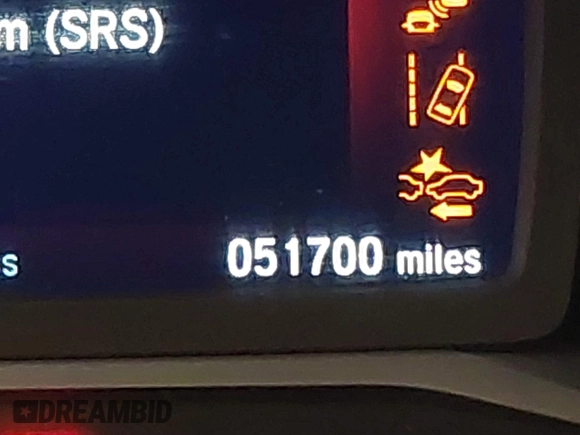 m (SRS)
s
051700 miles
DREAMBID